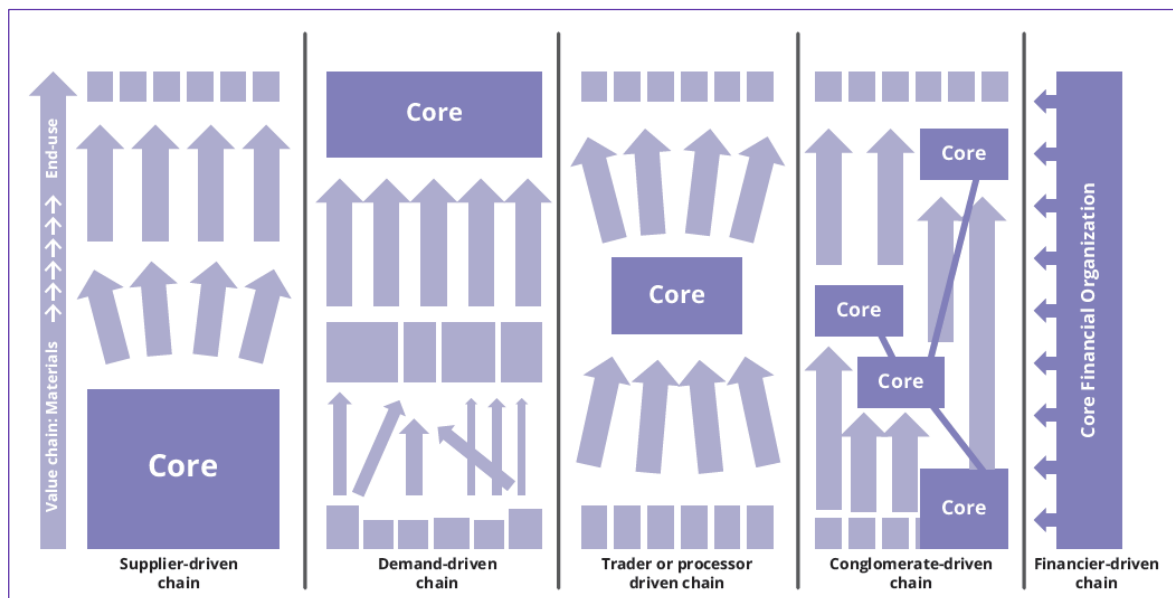 Value chain: Materials
End-use
Core
Supplier-driven
chain
Core
Demand-driven
chain
Core
Trader or processor
driven chain
Core
Core
Core
Core
Conglomerate-driven
chain
Core Financial Organization
Financier-driven
chain